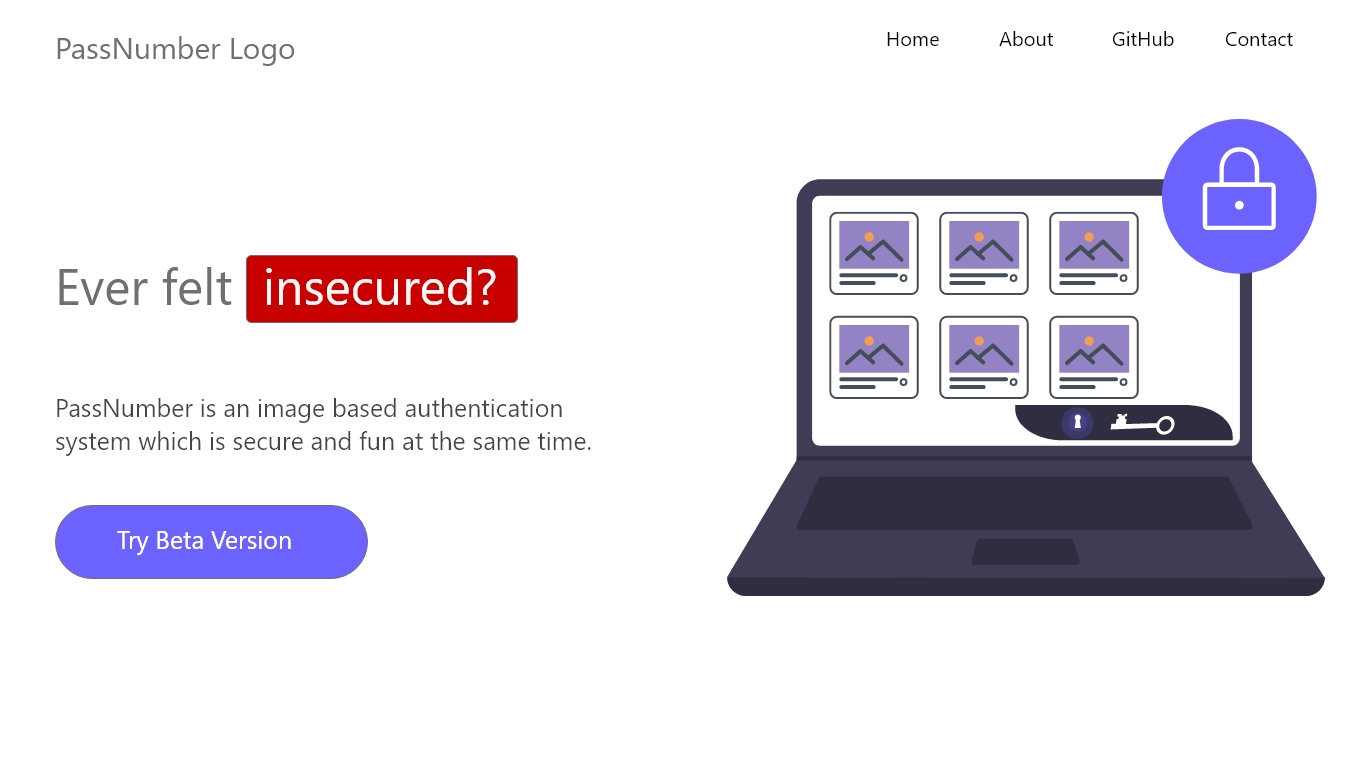 PassNumber Logo
Home
About
GitHub
Contact
Ever felt insecured?
PassNumber is an image based authentication
system which is secure and fun at the same time.
Try Beta Version